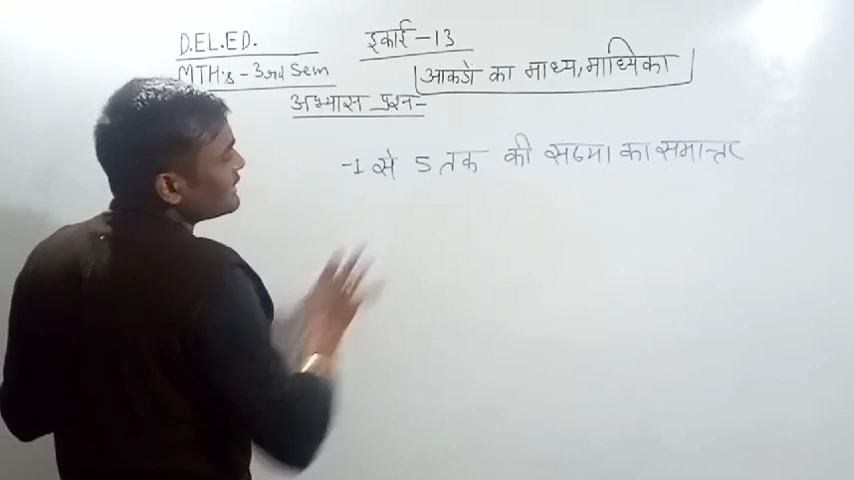 D.EL.ED. इकाई-13
MTH's - 3rd Sem आकडो का माध्य, माध्यिका
अभ्यास प्रश्न-
-1 से 5 तक की संख्या का समान्तर